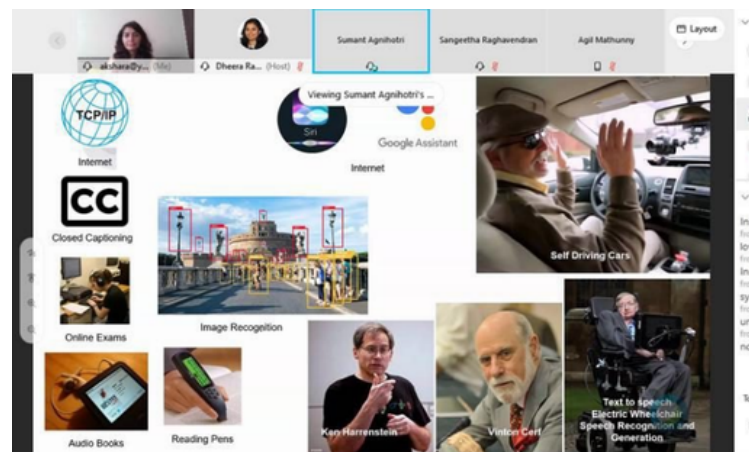 akshara@y... (Me)
Dheera Ra... (Host)
Sumant Agnihotri
Sangeetha Raghavendran
Agil Mathunny
Layout
Viewing Sumant Agnihotri's ...
TCP/IP
Internet
Siri
Google Assistant
Internet
CC
Closed Captioning
Self Driving Cars
Online Exams
Image Recogeition
Audio Books
Reading Pens
Ken Harrenstein
Vinton Cerf
Text to speech
Electric Wheelchair
Speech Recognition and
Generation